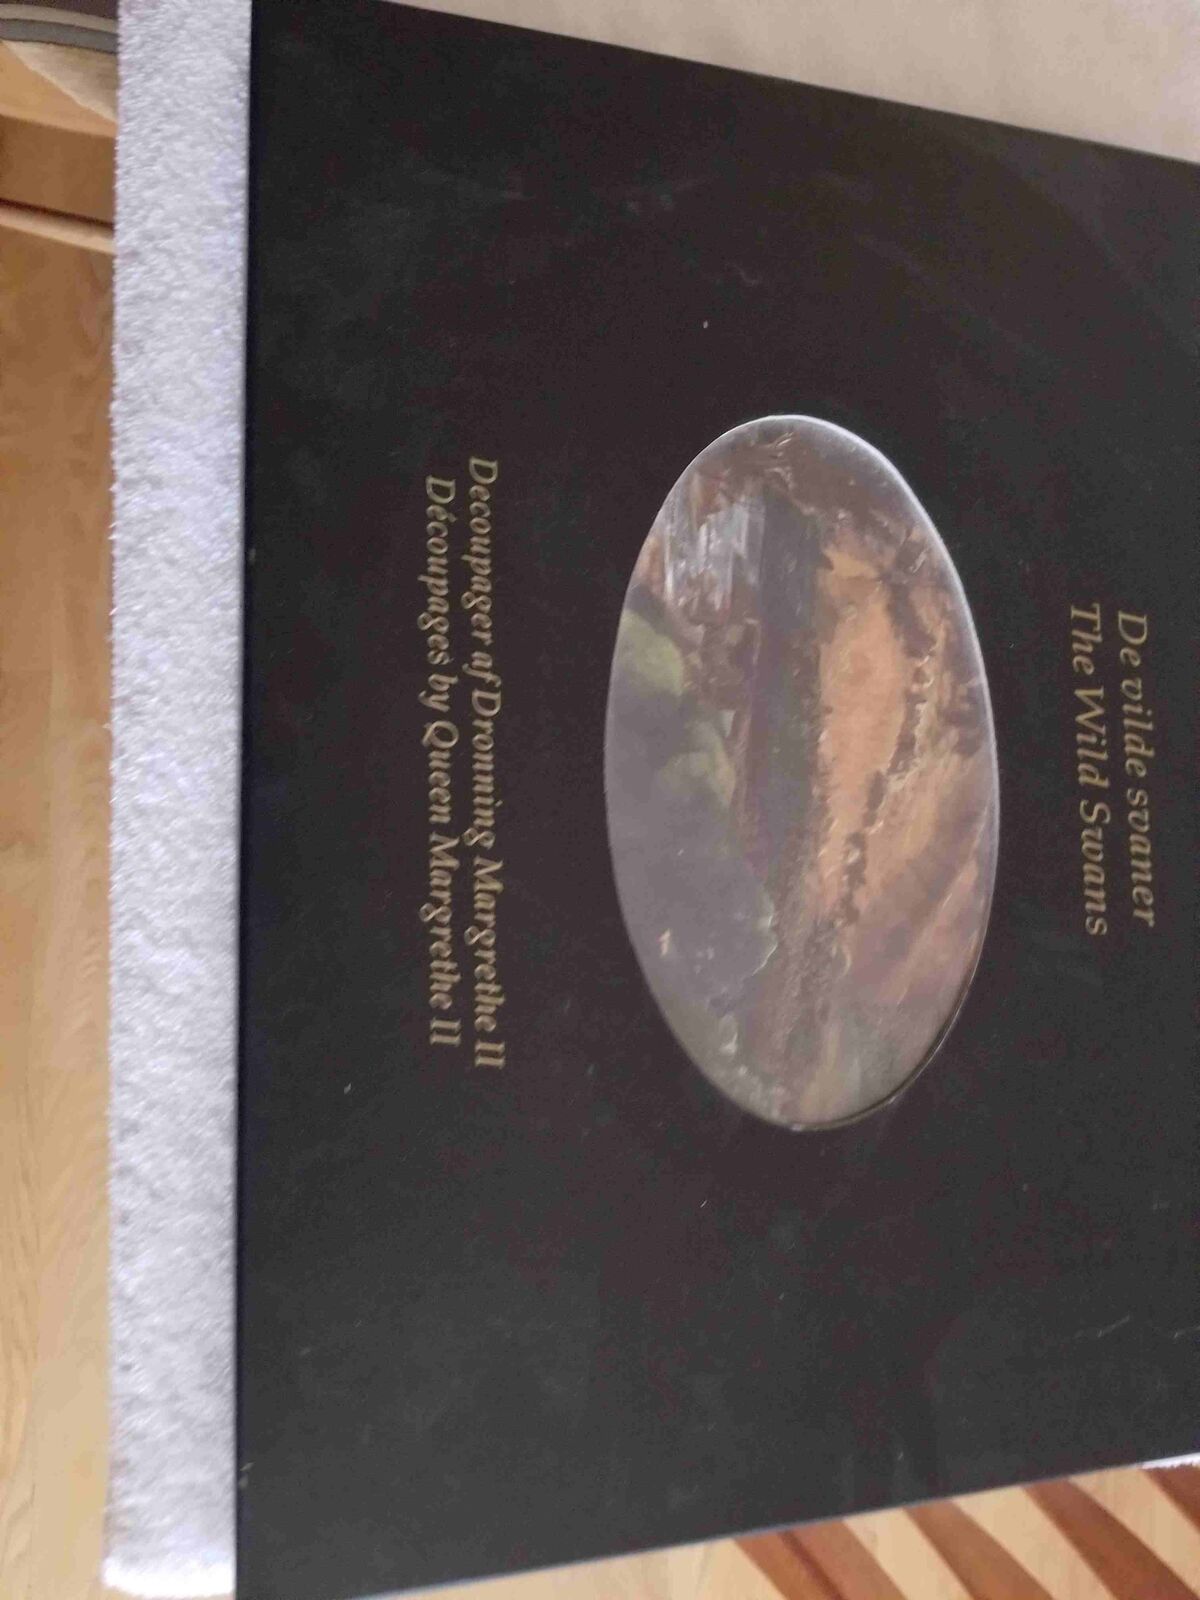 De vilde svaner
The Wild Swans
Decoupager af Dronning Margrethe II
Découpages by Queen Margrethe II